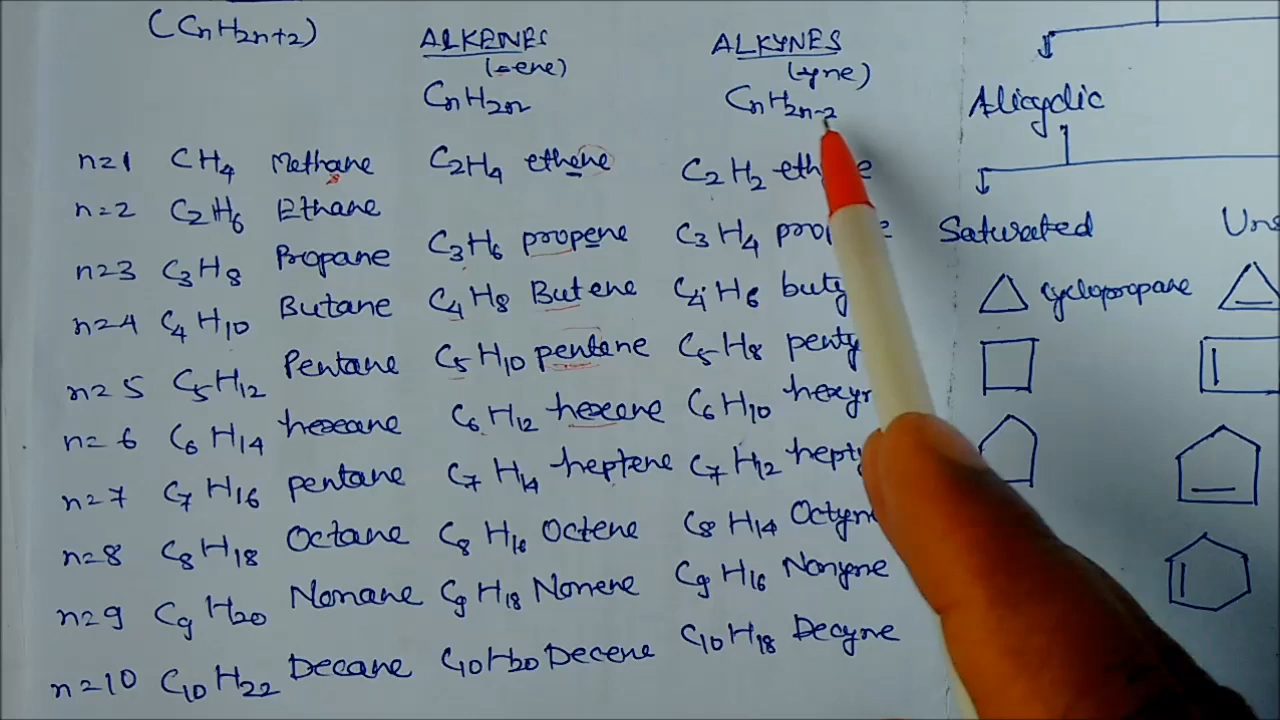 (CnH2n+2)
ALKENES
(-ene)
CnH2n
ALKYNES
(-yne)
CnH2n-2
Alicyclic
n=1 CH4 Methane C2H4 ethene C2H2
n=2 C2H6 Ethane
n=3 C3H8 Propane C3H6 propene C3H4
n=4 C4H10 Butane C4H8 Butene C4H6
n=5 C5H12 Pentane C5H10 pentene C5H8
n=6 C6H14 hexane C6H12 hexene C6H10
n=7 C7H16 pentane C7H14 heptene C7H12
n=8 C8H18 Octane C8H16 Octene C8H14 Octyne
n=9 C9H20 Nonane C9H18 Nonene C9H16 Nonyne
n=10 C10H22 Decane C10H20 Decene C10H18 Decyne
Saturated Uns
cyclopropane